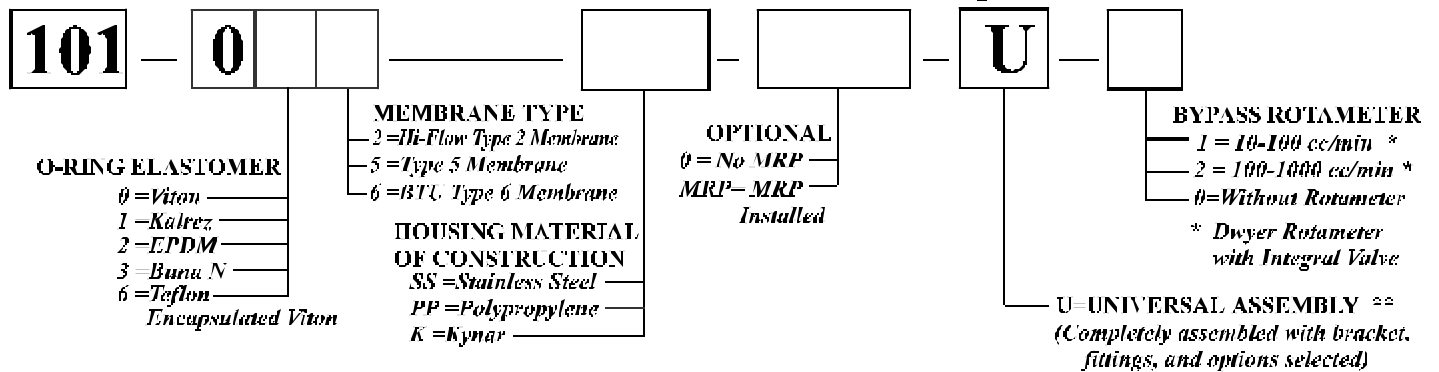 101 — 0 — — — U —
O-RING ELASTOMER
0 =Viton
1 =Kalrez
2 =EPDM
3 =Buna N
6 =Teflon
Encapsulated Viton
MEMBRANE TYPE
2 =Hi-Flow Type 2 Membrane
5 =Type 5 Membrane
6 =BTU Type 6 Membrane
HOUSING MATERIAL
OF CONSTRUCTION
SS =Stainless Steel
PP =Polypropylene
K =Kynar
OPTIONAL
0 = No MRP
MRP= MRP
Installed
BYPASS ROTAMETER
1 = 10-100 cc/min *
2 = 100-1000 cc/min *
0=Without Rotameter
* Dwyer Rotameter
with Integral Valve
U=UNIVERSAL ASSEMBLY **
(Completely assembled with bracket,
fittings, and options selected)